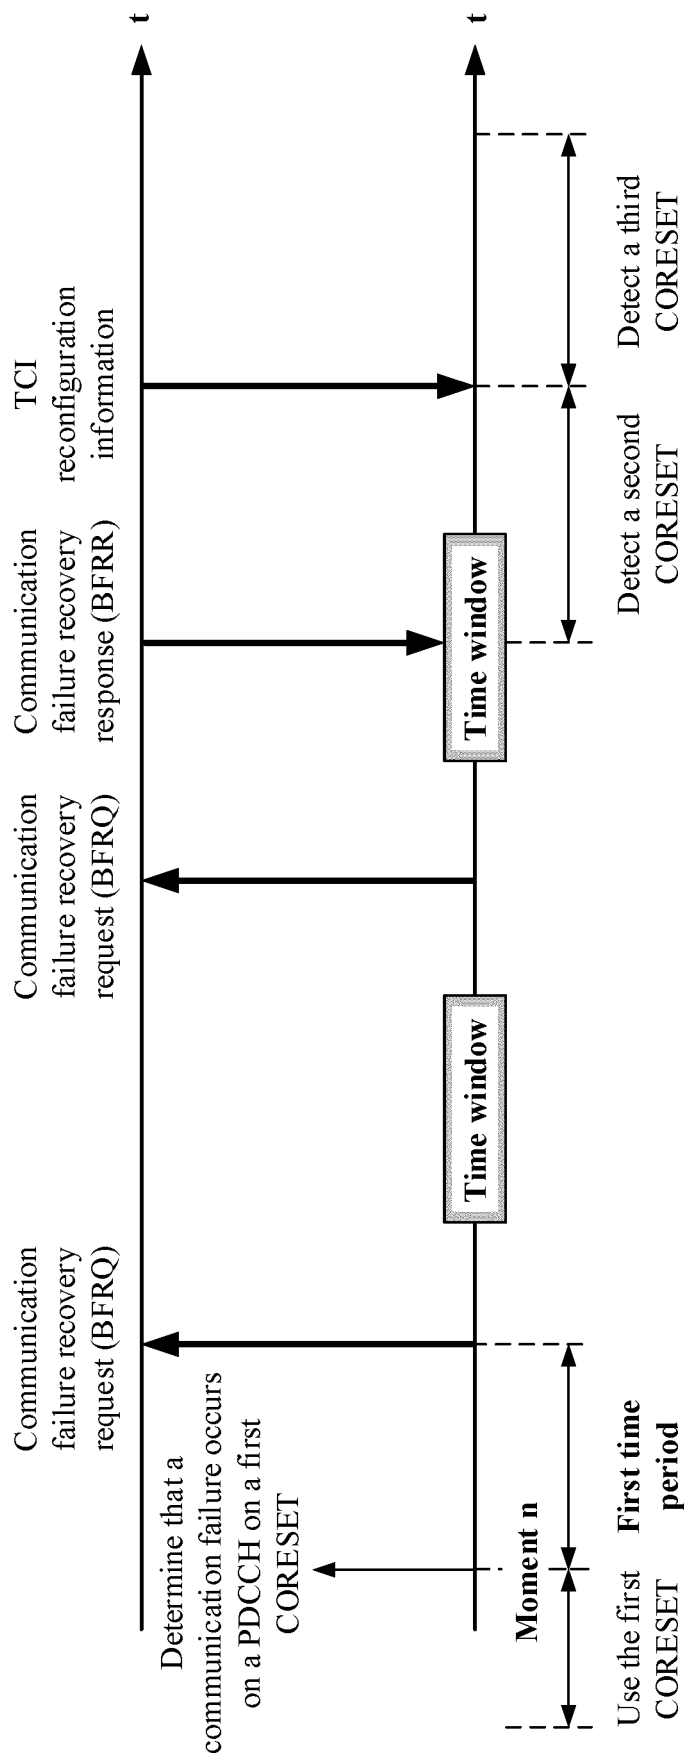 Communication
failure recovery
request (BFRQ)
Communication
failure recovery
request (BFRQ)
Communication
failure recovery
response (BFRR)
TCI
reconfiguration
information
t
Determine that a
communication failure occurs
on a PDCCH on a first
CORESET
Time window
Time window
t
Moment n
Use the first
CORESET
First time
period
Detect a second
CORESET
Detect a third
CORESET